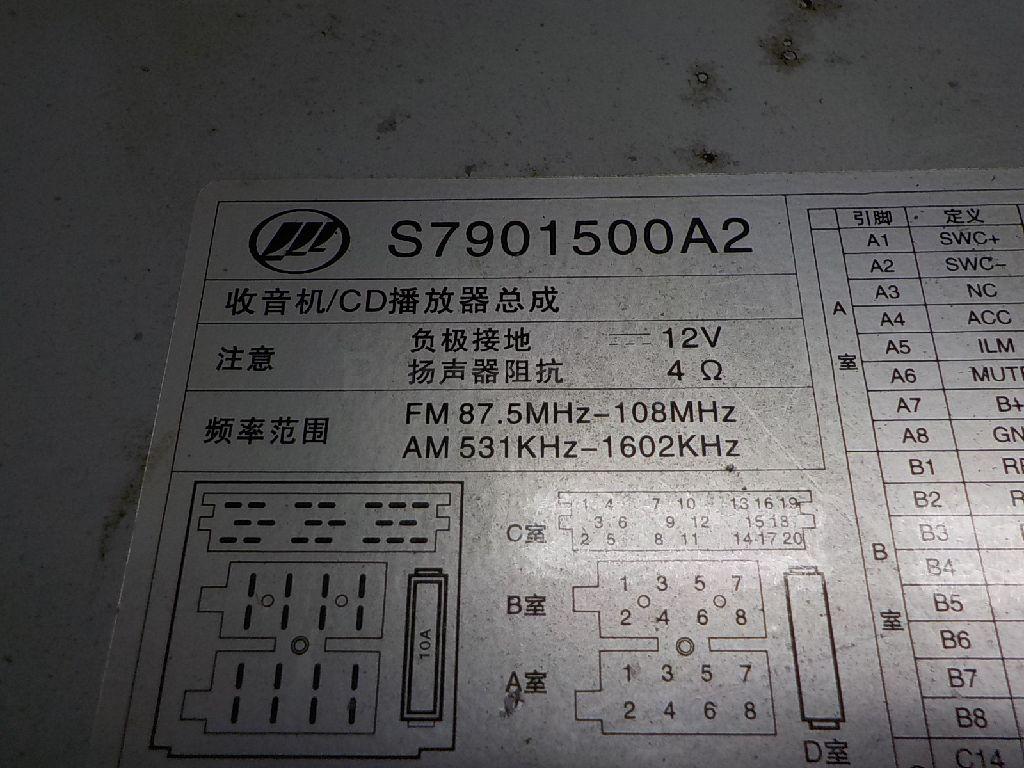 S7901500A2
收音机/CD播放器总成
注意
负极接地 12V
扬声器阻抗 4 Ω
频率范围
FM 87.5MHz-108MHz
AM 531KHz-1602KHz
引脚 定义
A室
A1 SWC+
A2 SWC-
A3 NC
A4 ACC
A5 ILM
A6 MUTE
A7 B+
A8
B室
B1
B2
B3
B4
B5
B6
B7
B8
C14
10A
C室
1 4 7 10 13 16 19
3 6 9 12 15 18
2 5 8 11 14 17 20
B室
1 3 5 7
2 4 6 8
A室
1 3 5 7
2 4 6 8
D室